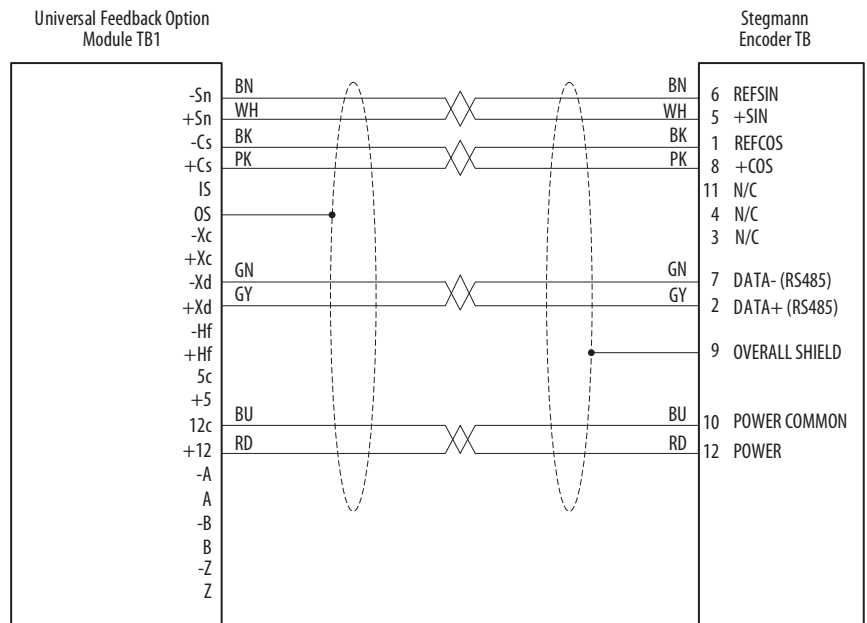 Universal Feedback Option
Module TB1
Stegmann
Encoder TB
-Sn BN BN 6 REFSIN
+Sn WH WH 5 +SIN
-Cs BK BK 1 REFCOS
+Cs PK PK 8 +COS
IS 11 N/C
OS 4 N/C
-Xc 3 N/C
+Xc
-Xd GN GN 7 DATA- (RS485)
+Xd GY GY 2 DATA+ (RS485)
-Hf
+Hf 9 OVERALL SHIELD
5c
+5
12c BU BU 10 POWER COMMON
+12 RD RD 12 POWER
-A
A
-B
B
-Z
Z